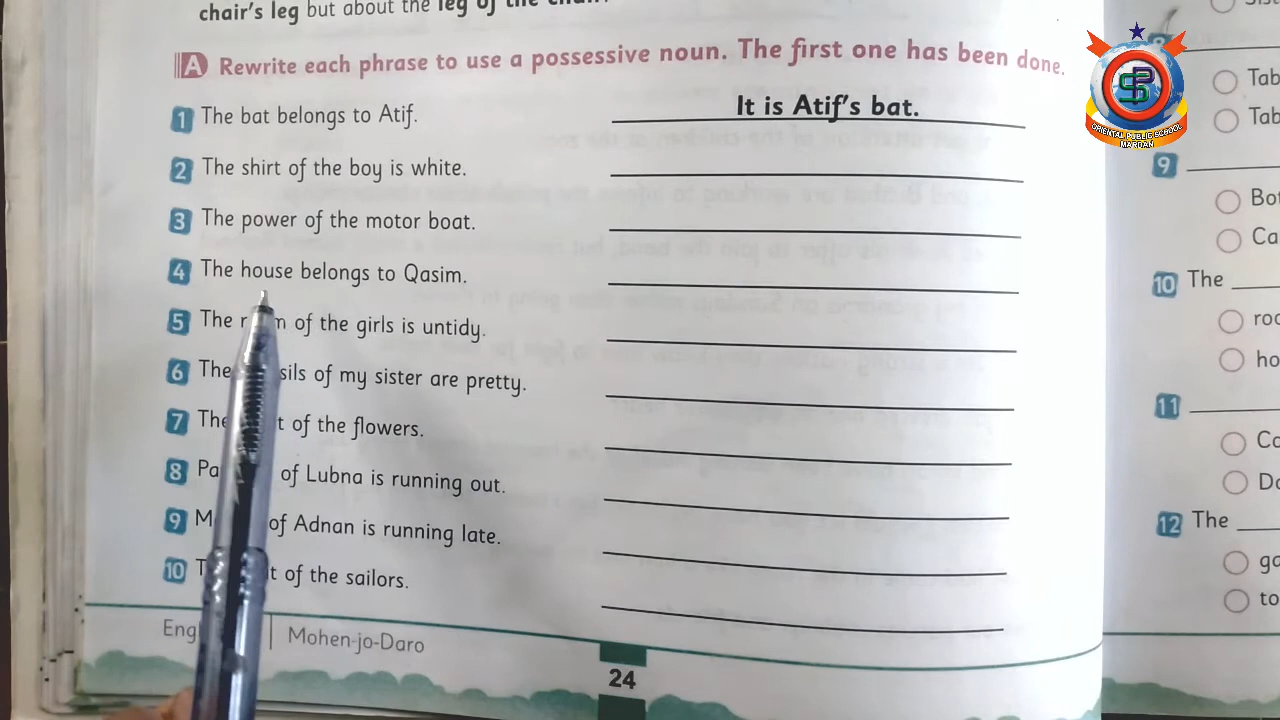 chair's leg but about the leg of the chair.
A Rewrite each phrase to use a possessive noun. The first one has been done.
1 The bat belongs to Atif. It is Atif's bat.
2 The shirt of the boy is white.
3 The power of the motor boat.
4 The house belongs to Qasim.
5 The of the girls is untidy.
6 The of my sister are pretty.
7 The of the flowers.
8 of Lubna is running out.
9 of Adnan is running late.
10 of the sailors.
Mohen-jo-Daro
24
Tab
Tab
9
Bot
Ca
10 The
roo
ho
11
Co
Do
12 The
go
to
ORIENTAL PUBLIC SCHOOL
MARDAN